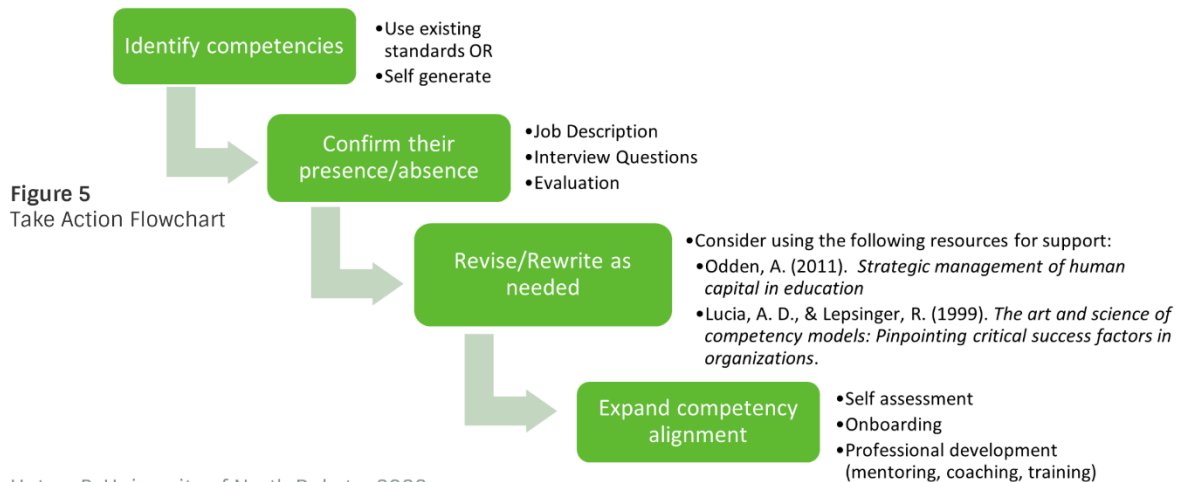 Identify competencies
•Use existing
standards OR
•Self generate
Confirm their
presence/absence
•Job Description
•Interview Questions
•Evaluation
Figure 5
Take Action Flowchart
Revise/Rewrite as
needed
•Consider using the following resources for support:
•Odden, A. (2011). Strategic management of human
capital in education
•Lucia, A. D., & Lepsinger, R. (1999). The art and science of
competency models: Pinpointing critical success factors in
organizations.
Expand competency
alignment
•Self assessment
•Onboarding
•Professional development
(mentoring, coaching, training)